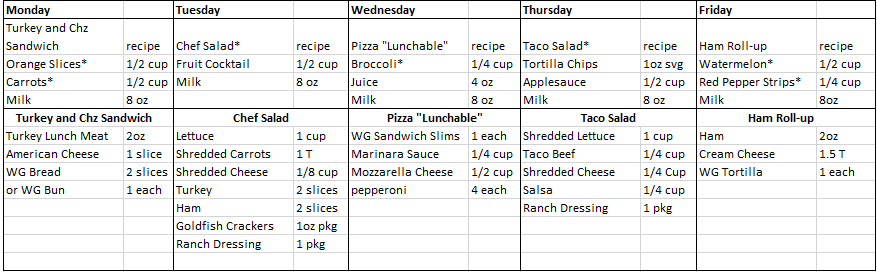 Monday Tuesday Wednesday Thursday Friday
Turkey and Chz
Sandwich recipe Chef Salad* recipe Pizza "Lunchable" recipe Taco Salad* recipe Ham Roll-up recipe
Orange Slices* 1/2 cup Fruit Cocktail 1/2 cup Broccoli* 1/4 cup Tortilla Chips 1oz svg Watermelon* 1/2 cup
Carrots* 1/2 cup Milk 8 oz Juice 4 oz Applesauce 1/2 cup Red Pepper Strips* 1/4 cup
Milk 8 oz Milk 8 oz Milk 8 oz Milk 8oz
Turkey and Chz Sandwich Chef Salad Pizza "Lunchable" Taco Salad Ham Roll-up
Turkey Lunch Meat 2oz Lettuce 1 cup WG Sandwich Slims 1 each Shredded Lettuce 1 cup Ham 2oz
American Cheese 1 slice Shredded Carrots 1 T Marinara Sauce 1/4 cup Taco Beef 1/4 cup Cream Cheese 1.5 T
WG Bread 2 slices Shredded Cheese 1/8 cup Mozzarella Cheese 1/2 cup Shredded Cheese 1/4 Cup WG Tortilla 1 each
or WG Bun 1 each Turkey 2 slices pepperoni 4 each Salsa 1/4 cup
Ham 2 slices Ranch Dressing 1 pkg
Goldfish Crackers 1oz pkg
Ranch Dressing 1 pkg